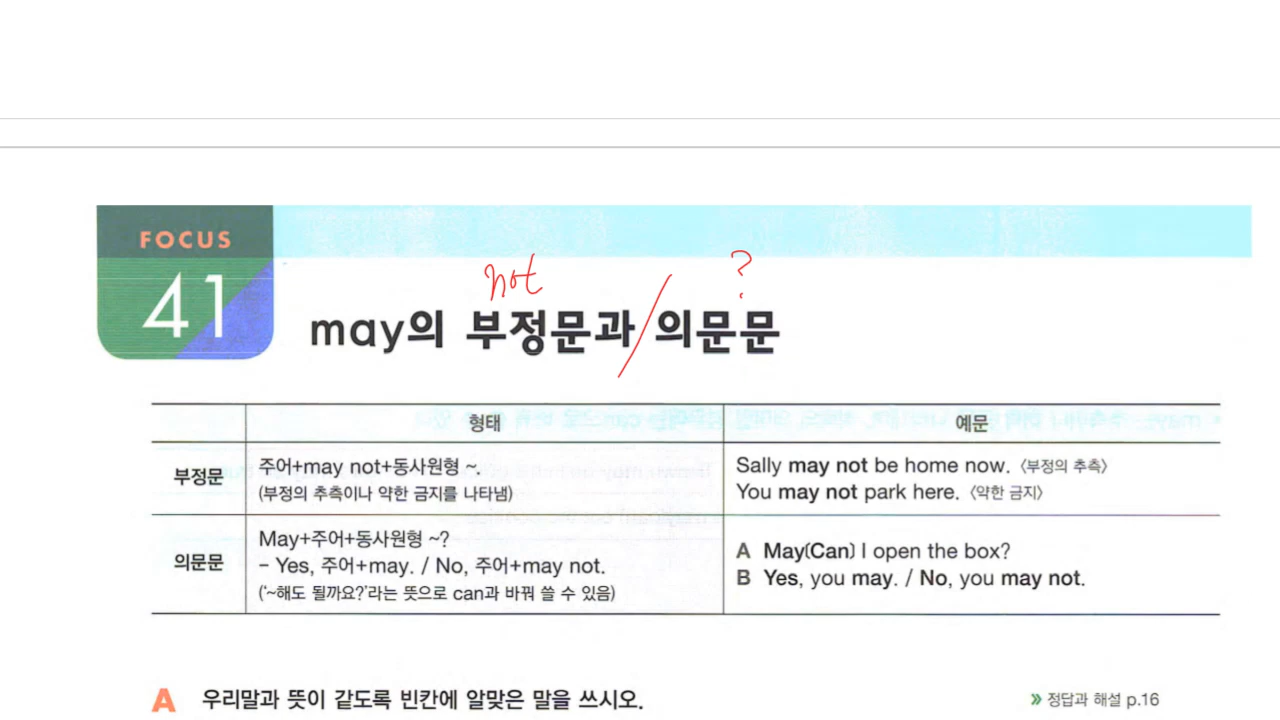 FOCUS
41
not
?
may의 부정문과 / 의문문
형태
예문
부정문
주어+may not+동사원형 ~.
(부정의 추측이나 약한 금지를 나타냄)
Sally may not be home now. 〈부정의 추측〉
You may not park here. 〈약한 금지〉
의문문
May+주어+동사원형 ~?
– Yes, 주어+may. / No, 주어+may not.
('~해도 될까요?'라는 뜻으로 can과 바꿔 쓸 수 있음)
A May(Can) I open the box?
B Yes, you may. / No, you may not.
A 우리말과 뜻이 같도록 빈칸에 알맞은 말을 쓰시오.
» 정답과 해설 p.16